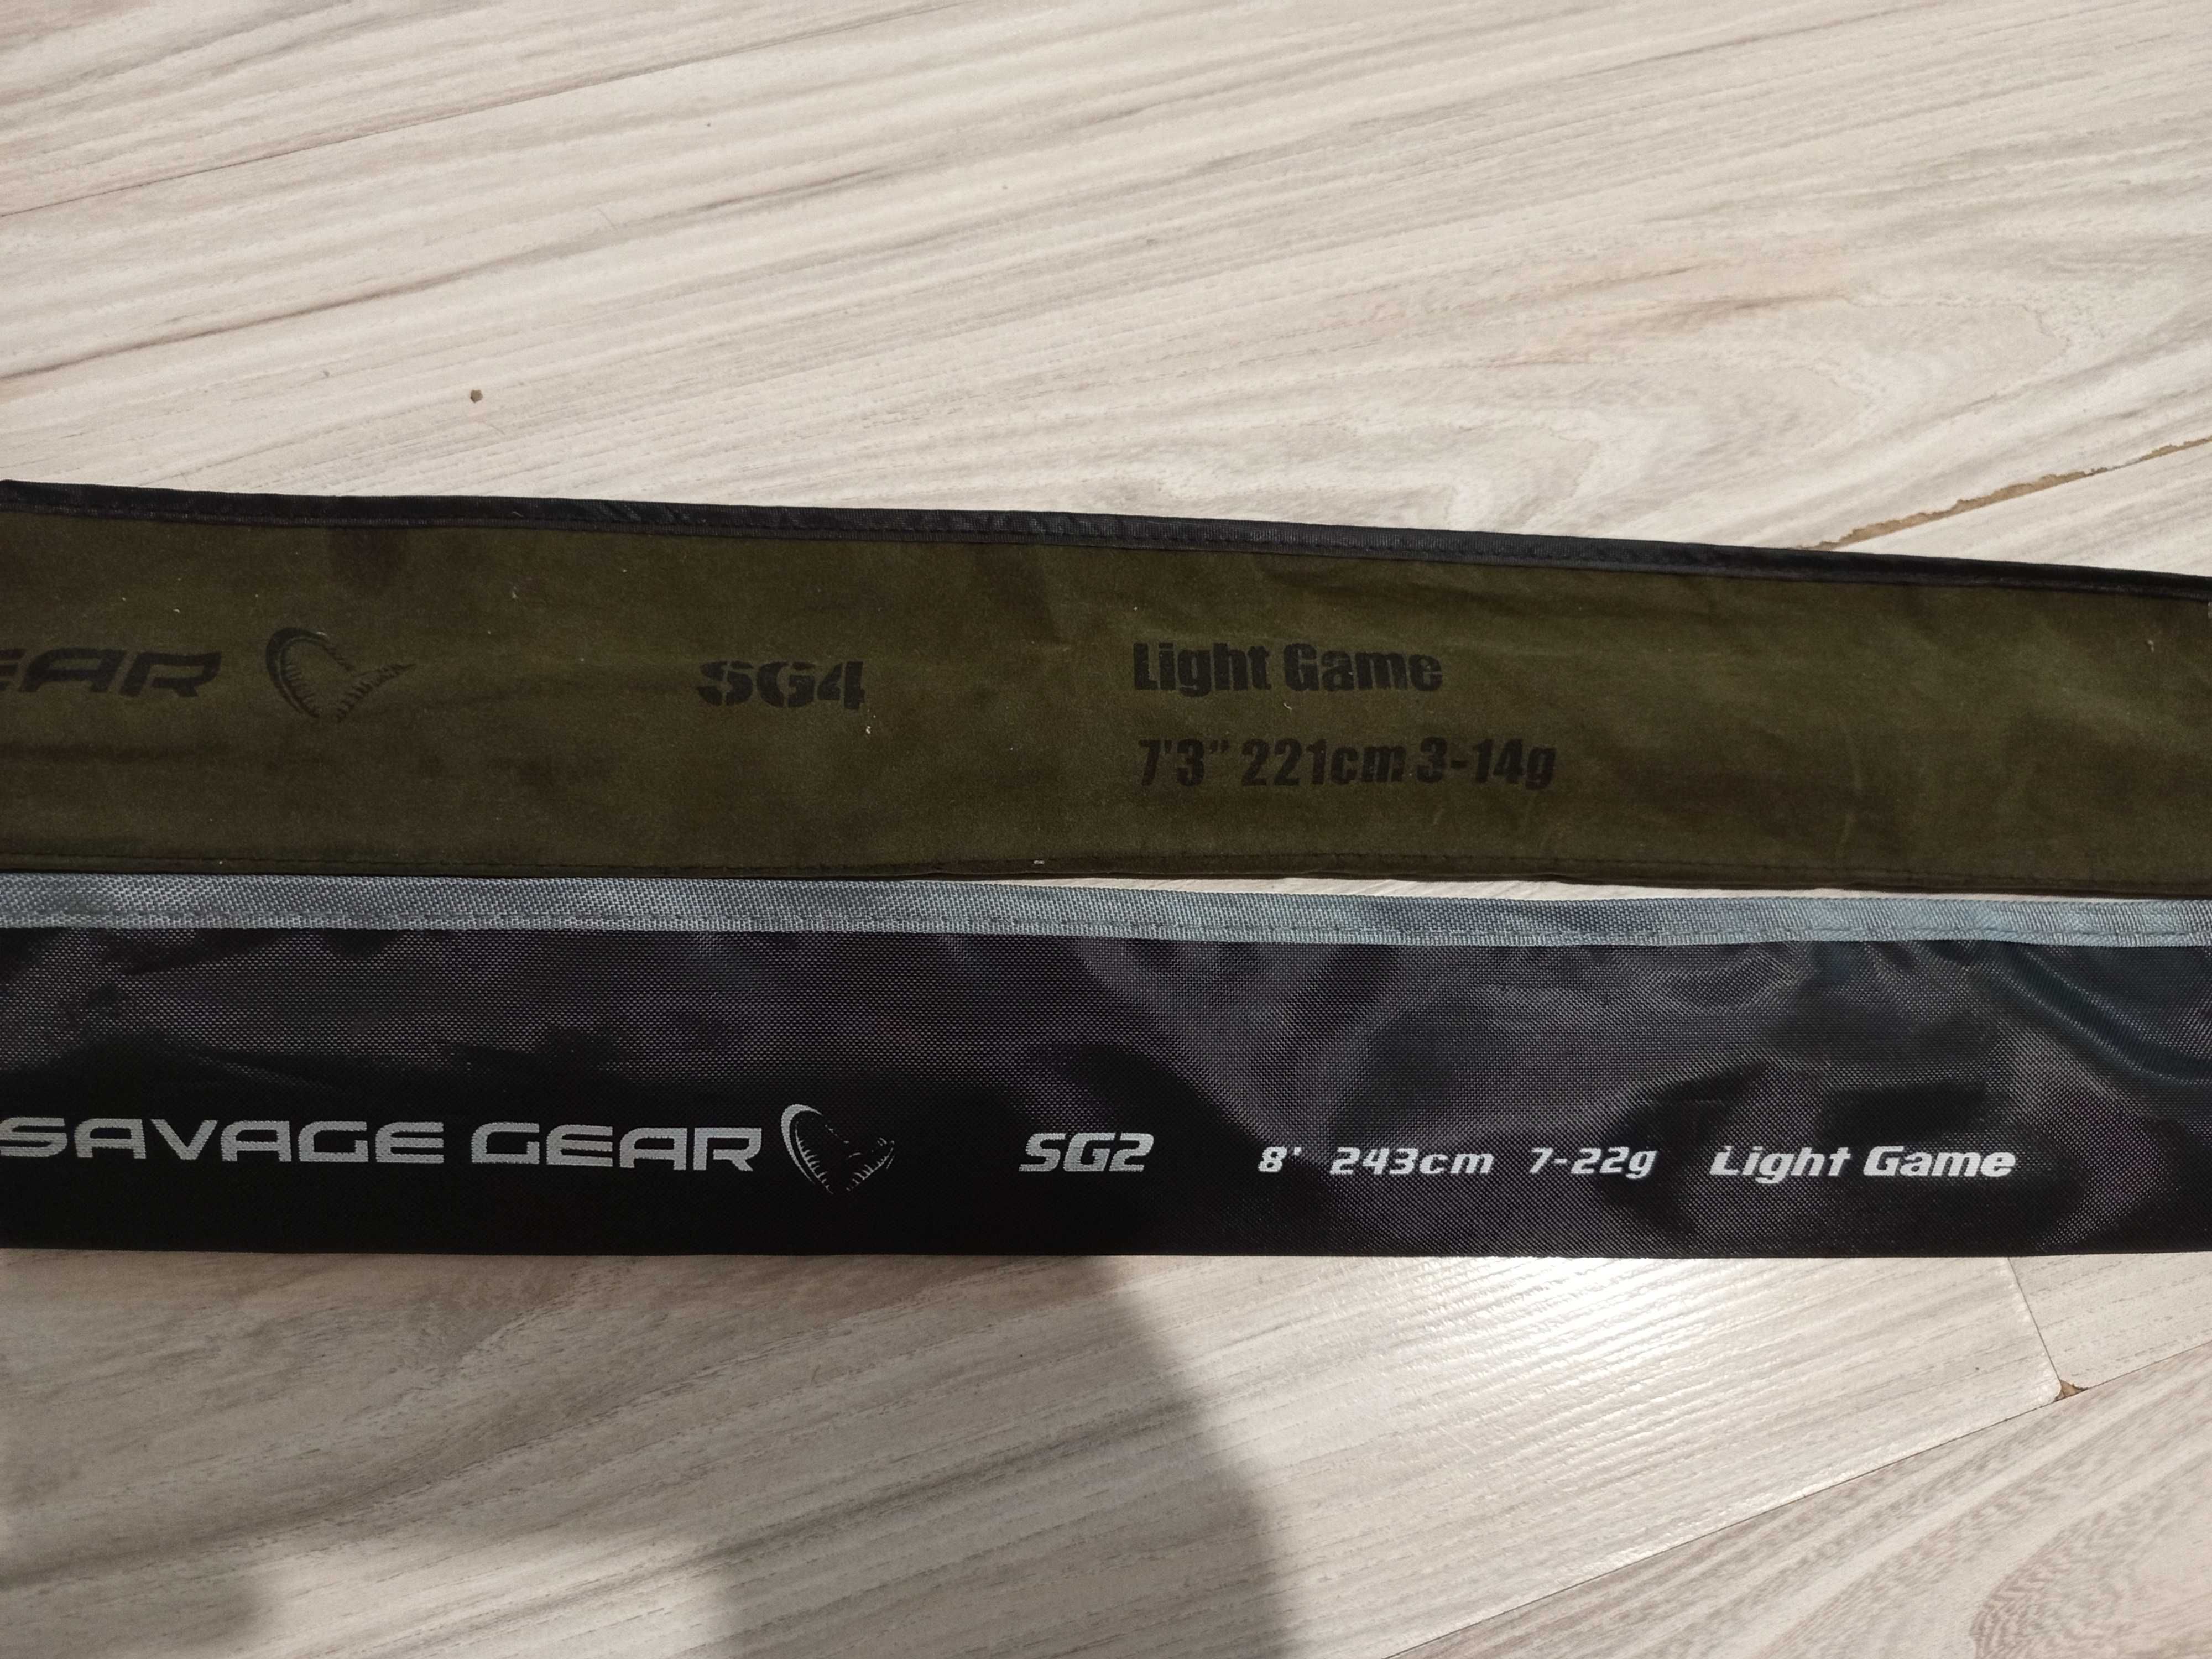 EAR SG4 Light Game
7'3" 221cm 3-14g
SAVAGE GEAR SG2 8' 243cm 7-22g Light Game